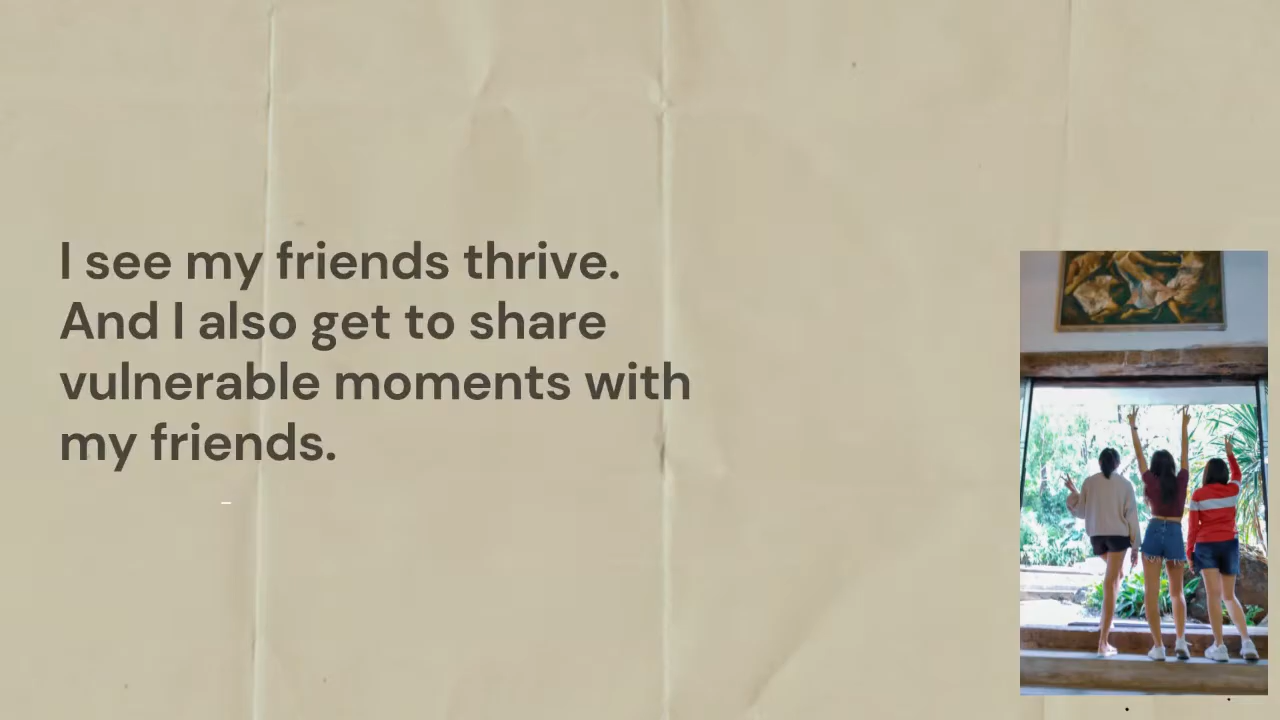 I see my friends thrive.
And I also get to share
vulnerable moments with
my friends.